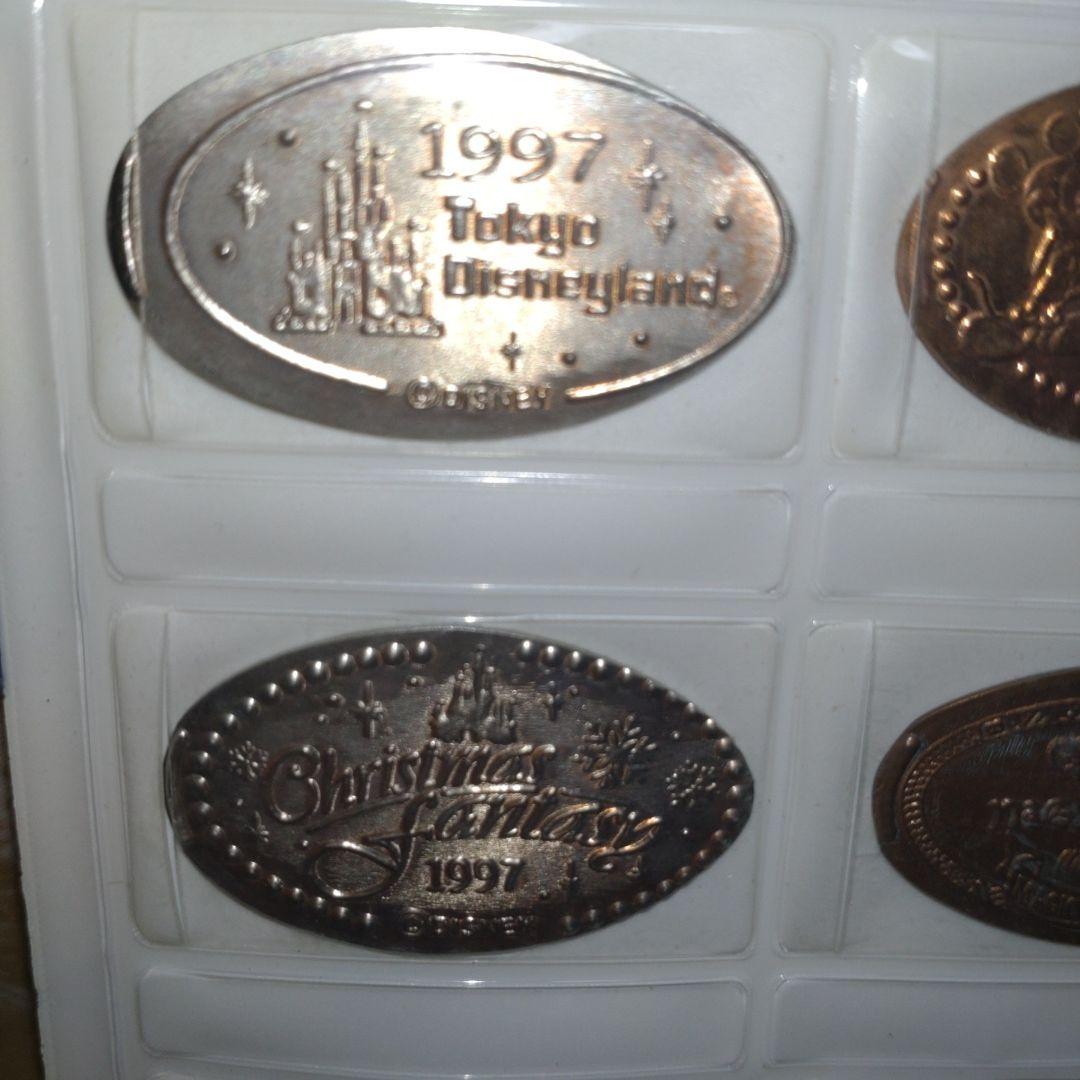 1997
Tokyo
Disneyland®
©DISNEY
Christmas
fantasy
1997
©DISNEY